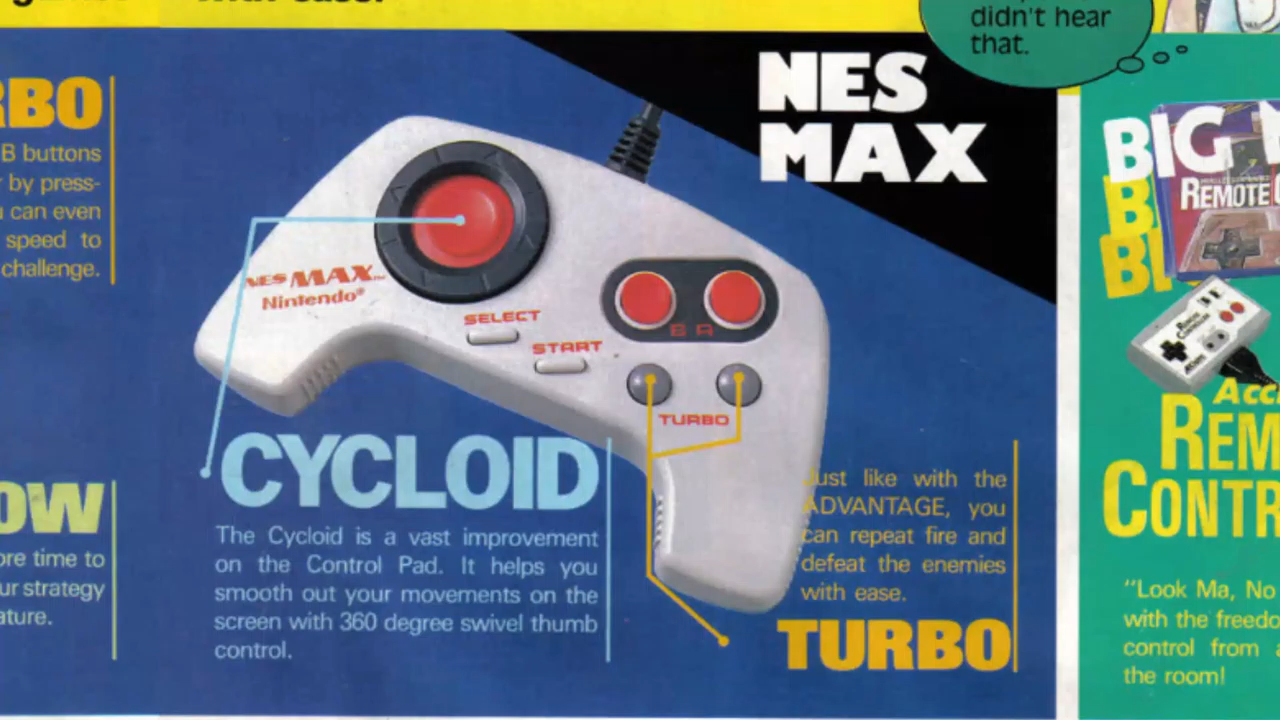 with ease.
RBO
B buttons
by press-
can even
speed to
challenge.
OW
ore time to
ur strategy
ature.
didn't hear
that.
NES
MAX
NES MAX™
Nintendo®
SELECT
START
B A
TURBO
CYCLOID
The Cycloid is a vast improvement
on the Control Pad. It helps you
smooth out your movements on the
screen with 360 degree swivel thumb
control.
Just like with the
ADVANTAGE, you
can repeat fire and
defeat the enemies
with ease.
TURBO
BIG
REMOTE
REM
CONTR
"Look Ma, No
with the freedo
control from a
the room!